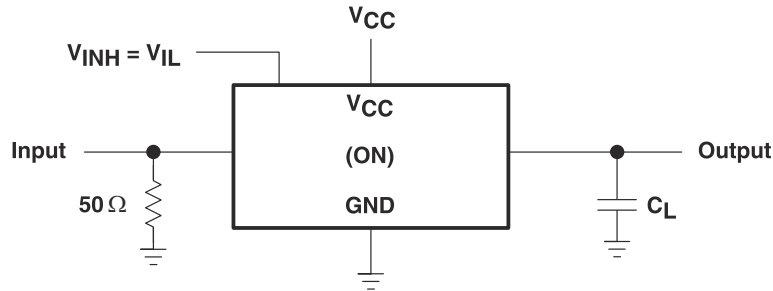 VCC
VINH = VIL
VCC
Input
(ON)
Output
50 Ω
GND
CL